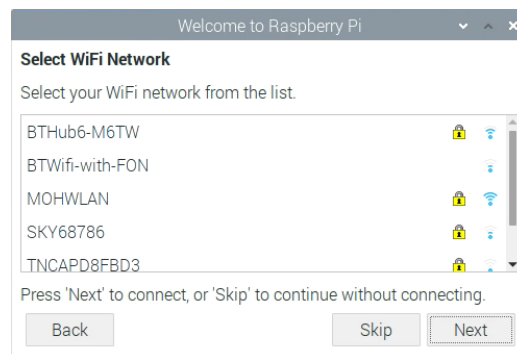 Welcome to Raspberry Pi
Select WiFi Network
Select your WiFi network from the list.
BTHub6-M6TW
BTWifi-with-FON
MOHWLAN
SKY68786
TNCAPD8FBD3
Press 'Next' to connect, or 'Skip' to continue without connecting.
Back Skip Next